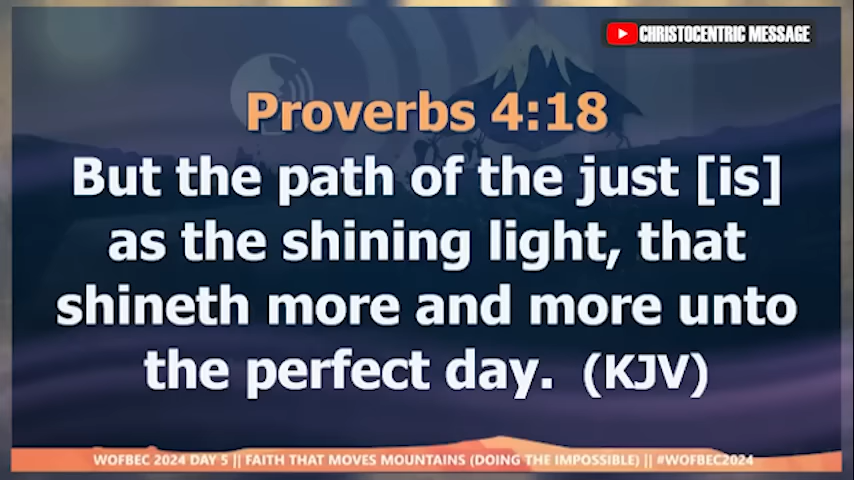 CHRISTOCENTRIC MESSAGE
Proverbs 4:18
But the path of the just [is]
as the shining light, that
shineth more and more unto
the perfect day. (KJV)
WOFBEC 2024 DAY 5 || FAITH THAT MOVES MOUNTAINS (DOING THE IMPOSSIBLE) || #WOFBEC2024